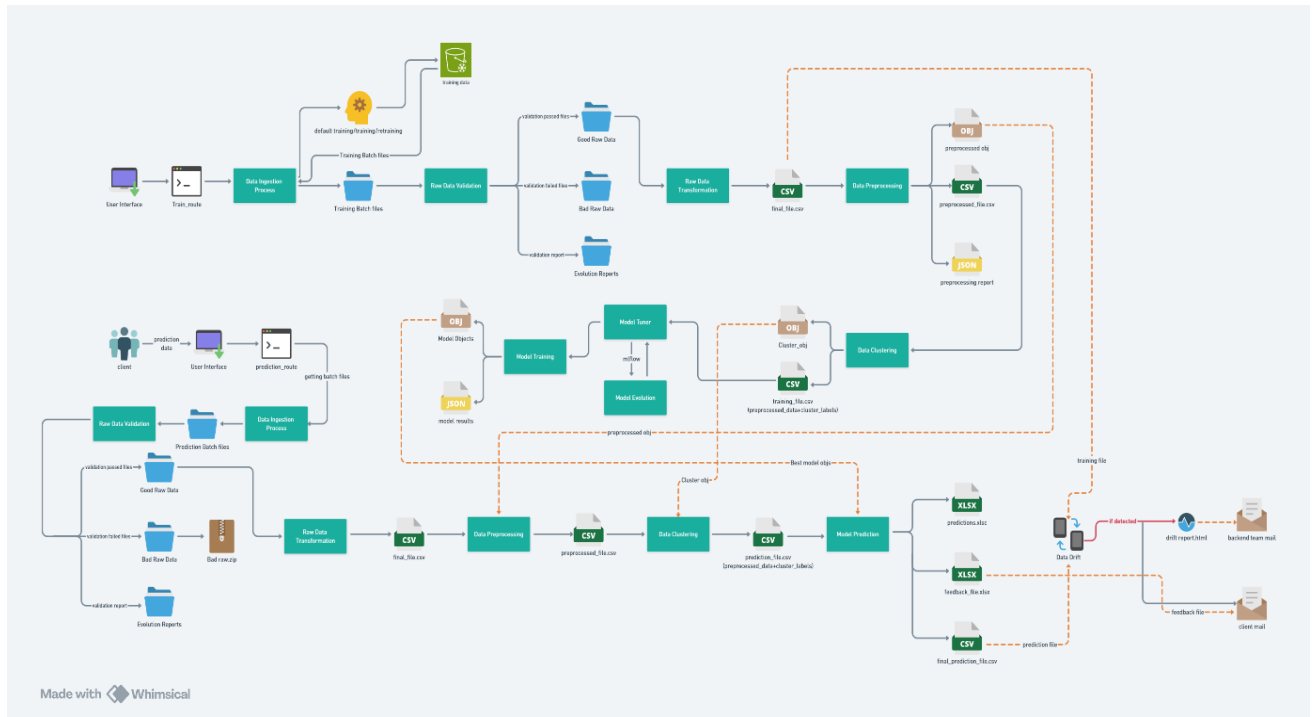 training data
default training/training/retraining
Training Batch files
validation passed files
Good Raw Data
OBJ
preprocessed obj
User Interface
>_
Train_route
Data Ingestion
Process
Training Batch files
Raw Data Validation
validation failed files
Bad Raw Data
Raw Data
Transformation
CSV
final_file.csv
Data Preprocessing
CSV
preprocessed_file.csv
validation report
Evolution Reports
JSON
preprocessing report
client
prediction
data
User Interface
>_
prediction_route
getting batch files
OBJ
Model Objects
JSON
model results
Model Training
Model Tuner
mlflow
Model Evolution
OBJ
Cluster_obj
CSV
training_file.csv
(preprocessed_data+cluster_labels)
Data Clustering
Raw Data Validation
Prediction Batch files
Data Ingestion
Process
preprocessed obj
Best model objs
Cluster obj
training file
validation passed files
Good Raw Data
validation failed files
Bad Raw Data
Bad raw.zip
validation report
Evolution Reports
Raw Data
Transformation
CSV
final_file.csv
Data Preprocessing
CSV
preprocessed_file.csv
Data Clustering
CSV
prediction_file.csv
(preprocessed_data+cluster_labels)
Model Prediction
XLSX
predictions.xlsc
XLSX
feedback_file.xlsx
CSV
final_prediction_file.csv
prediction file
Data Drift
if detected
drift report.html
backend team mail
feedback file
client mail
Made with Whimsical